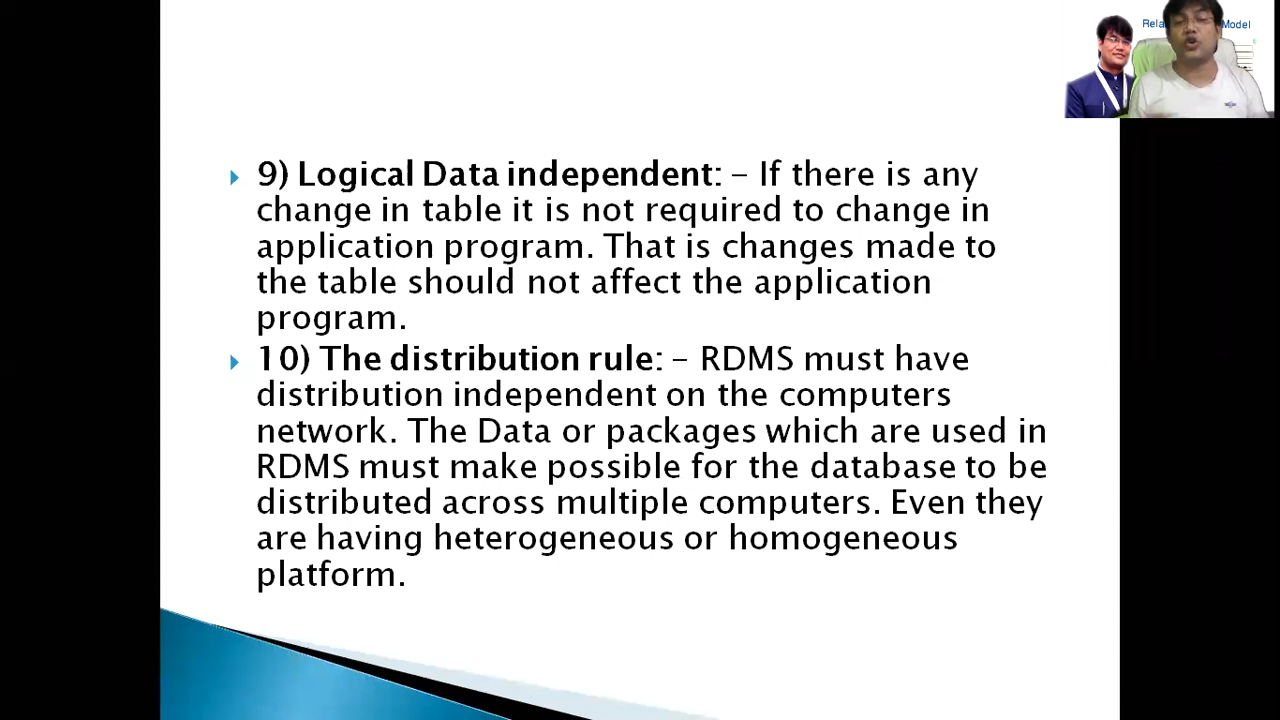 Rela
Model
9) Logical Data independent: – If there is any
change in table it is not required to change in
application program. That is changes made to
the table should not affect the application
program.
10) The distribution rule: – RDMS must have
distribution independent on the computers
network. The Data or packages which are used in
RDMS must make possible for the database to be
distributed across multiple computers. Even they
are having heterogeneous or homogeneous
platform.